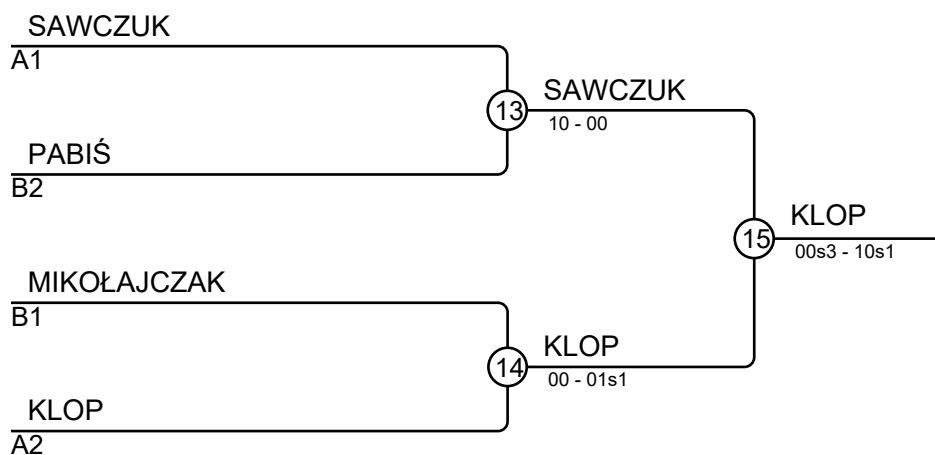 SAWCZUK
A1
13
SAWCZUK
10 - 00
PABIŚ
B2
15
KLOP
00s3 - 10s1
MIKOŁAJCZAK
B1
14
KLOP
00 - 01s1
KLOP
A2